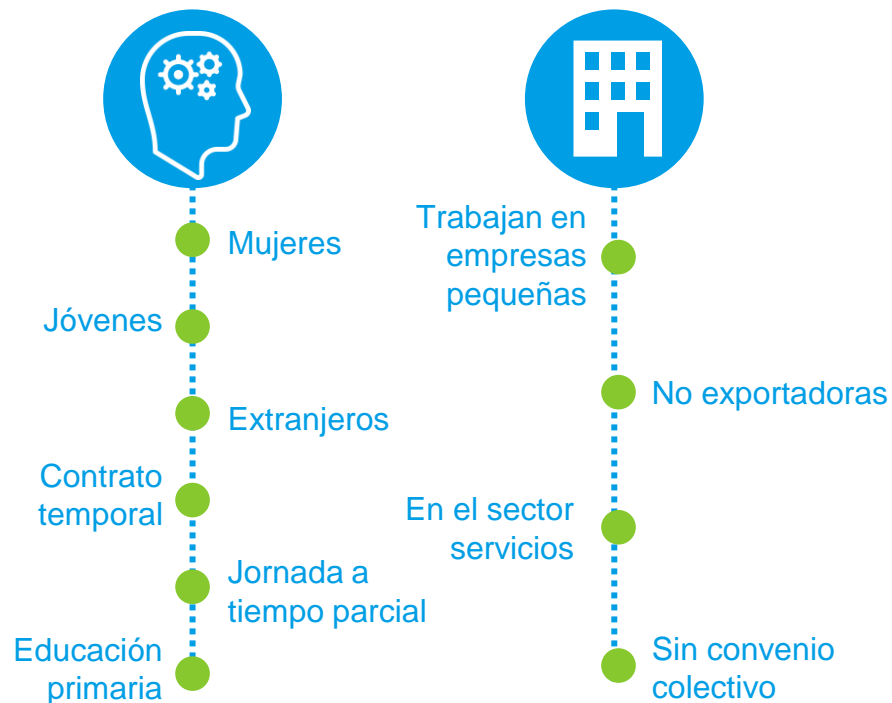 Mujeres
Jóvenes
Extranjeros
Contrato
temporal
Jornada a
tiempo parcial
Educación
primaria
Trabajan en
empresas
pequeñas
No exportadoras
En el sector
servicios
Sin convenio
colectivo